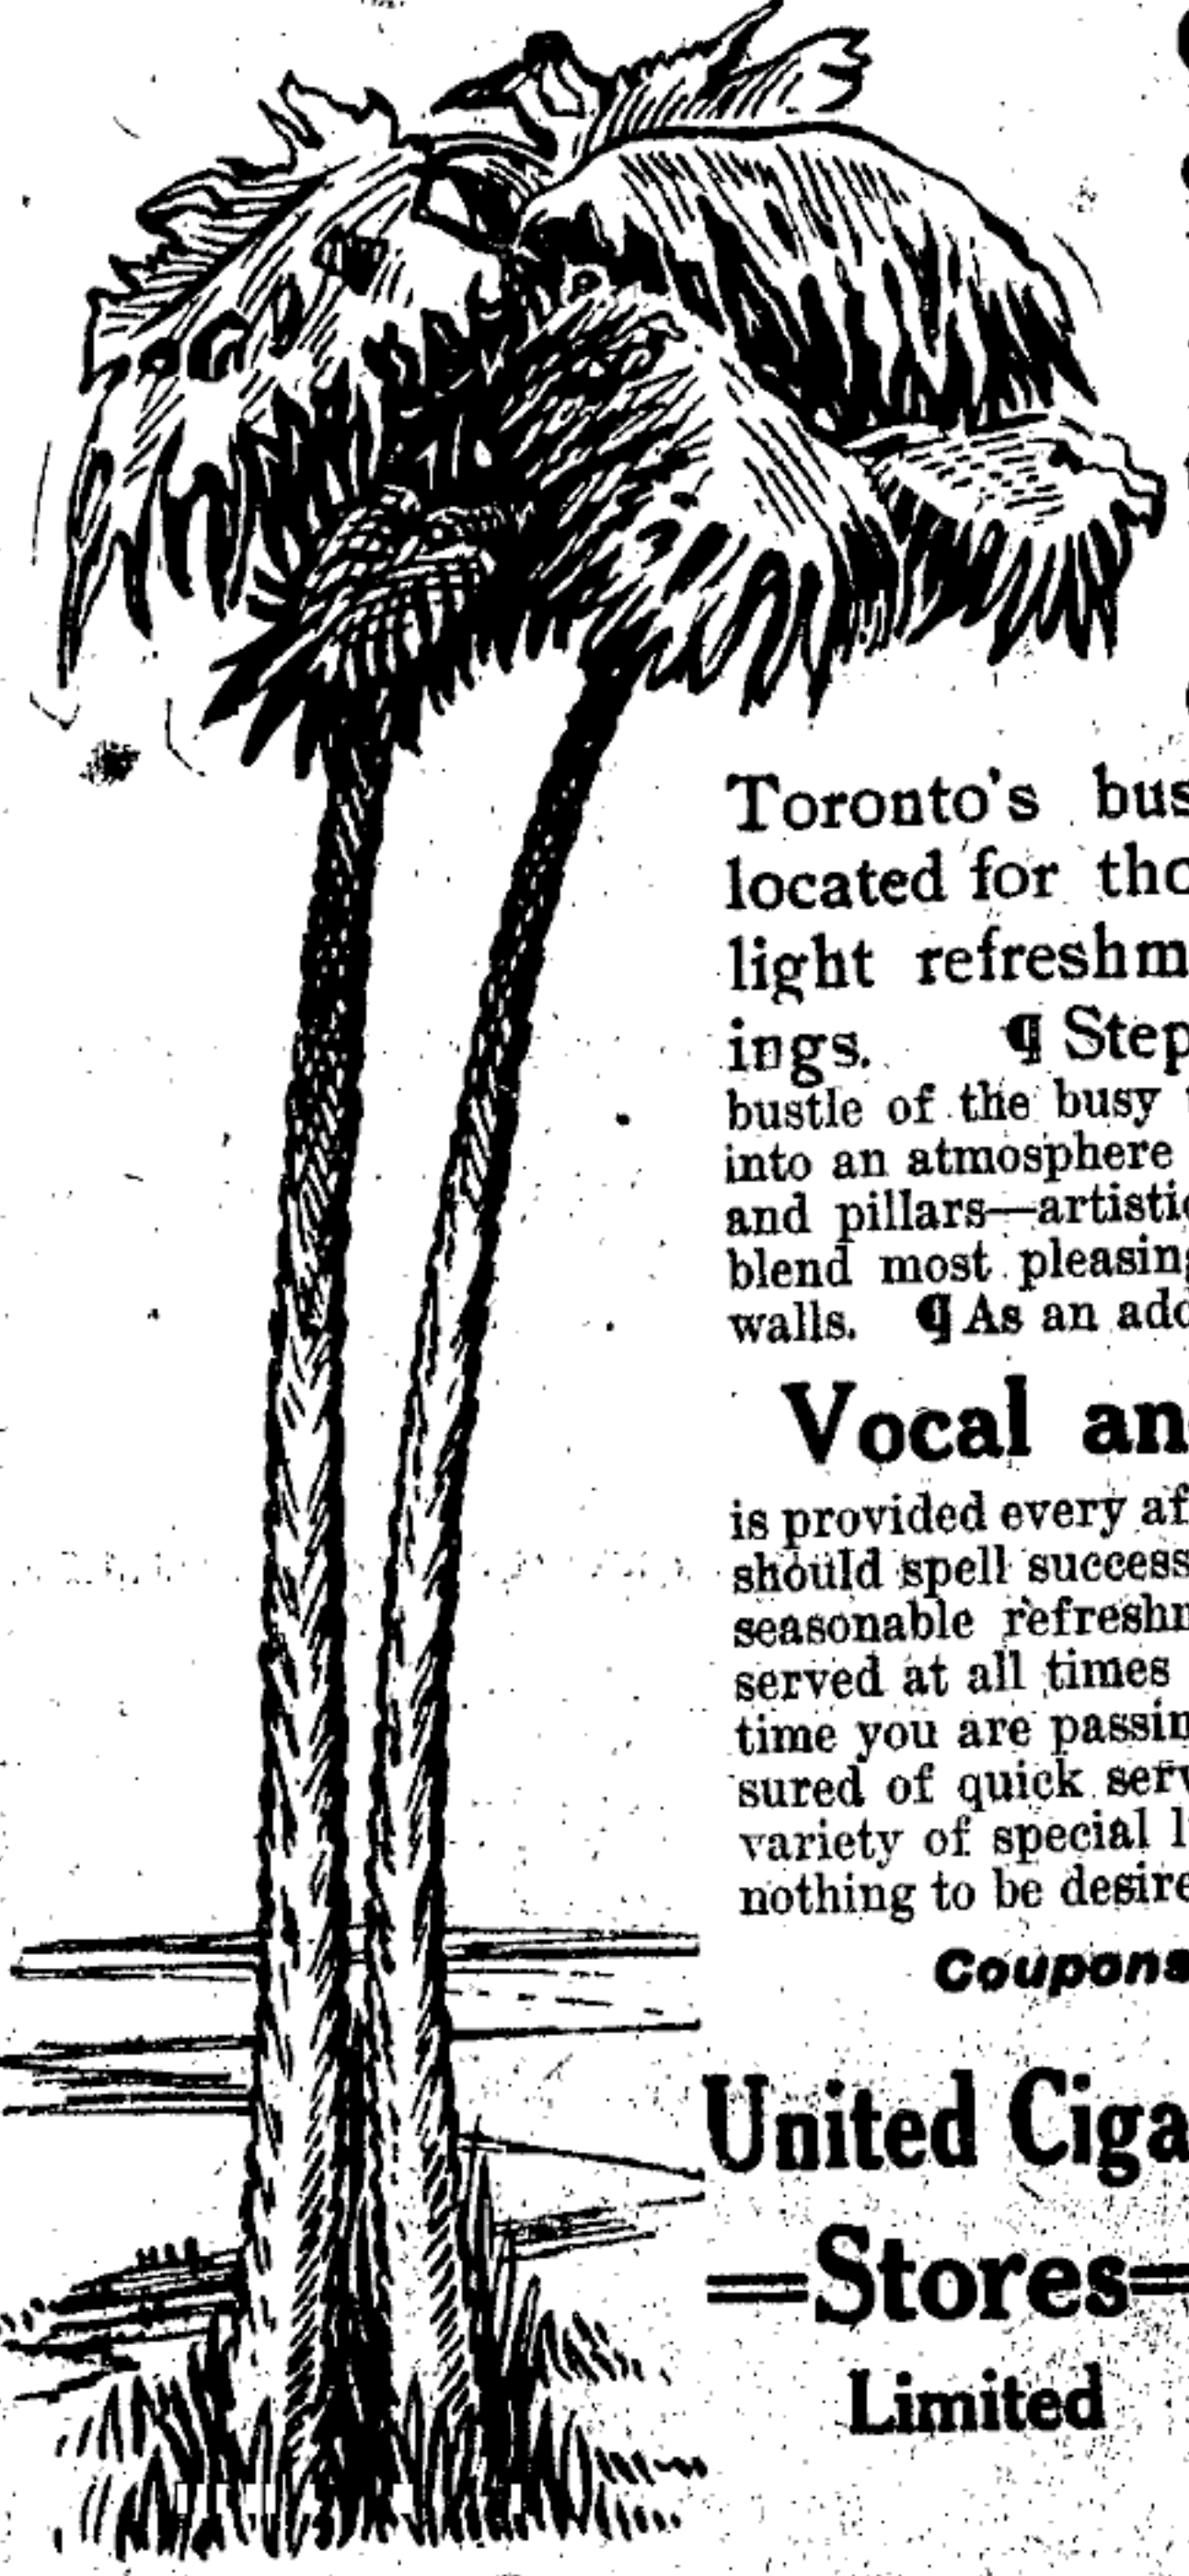 Toronto's bus
located for tho
light refreshm
ings. ¶ Step
bustle of the busy
into an atmosphere
and pillars—artistic
blend most pleasing
walls. ¶ As an add
Vocal an
is provided every af
should spell success
seasonable refreshm
served at all times
time you are passin
sured of quick serv
variety of special l
nothing to be desire
Coupons
United Ciga
=Stores=
Limited